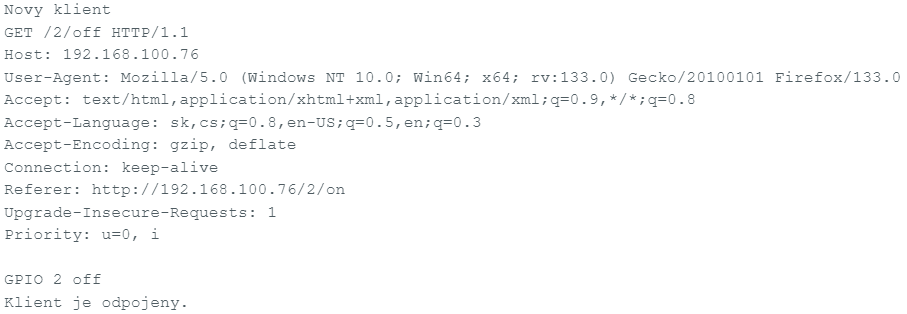 Novy klient
GET /2/off HTTP/1.1
Host: 192.168.100.76
User-Agent: Mozilla/5.0 (Windows NT 10.0; Win64; x64; rv:133.0) Gecko/20100101 Firefox/133.0
Accept: text/html,application/xhtml+xml,application/xml;q=0.9,*/*;q=0.8
Accept-Language: sk,cs;q=0.8,en-US;q=0.5,en;q=0.3
Accept-Encoding: gzip, deflate
Connection: keep-alive
Referer: http://192.168.100.76/2/on
Upgrade-Insecure-Requests: 1
Priority: u=0, i

GPIO 2 off
Klient je odpojeny.